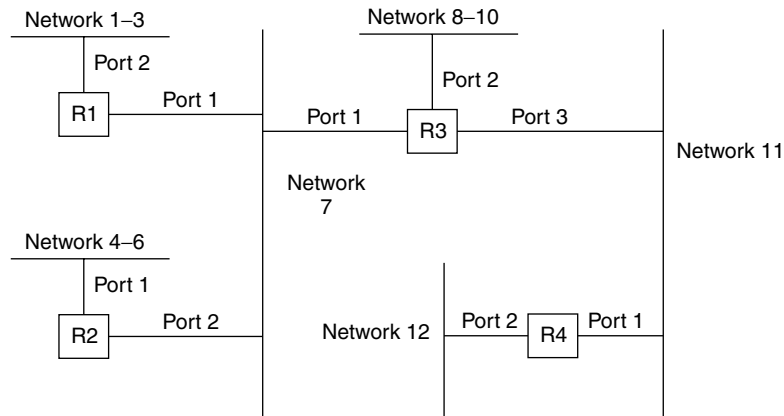 Network 1–3
Network 8–10
Port 2
Port 2
Port 1
R1
Port 1
R3
Port 3
Network 11
Network
7
Network 4–6
Port 1
R2
Port 2
Network 12
Port 2
R4
Port 1